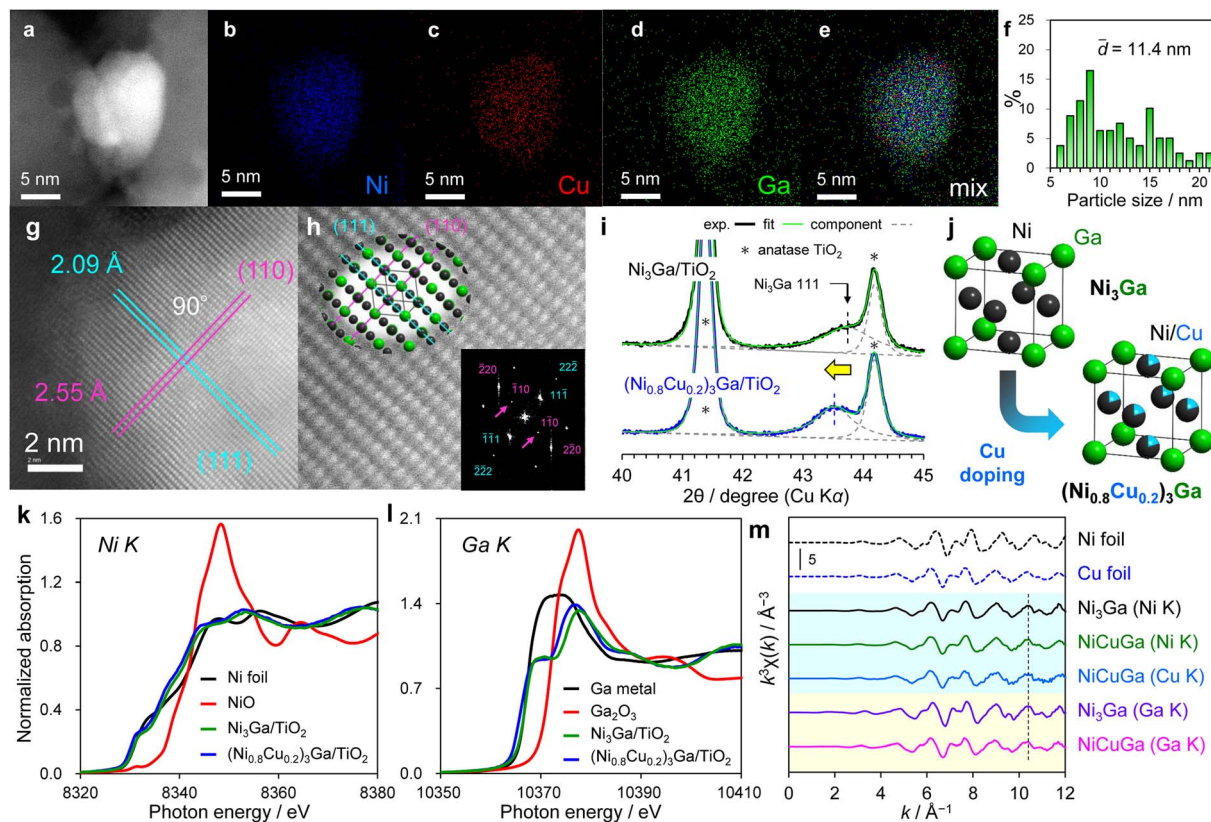 a
5 nm
b
5 nm
Ni
c
5 nm
Cu
d
5 nm
Ga
e
5 nm
mix
f
25
20
15
10
5
0
%
d̄ = 11.4 nm
5 10 15 20
Particle size / nm
g
2.09 Å
(110)
90°
2.55 Å
2 nm
2 nm
(111)
h
(111)
(110)
2̄20
222̄
1̄10
111̄
1̄1̄1
11̄0
2̄2̄2
22̄0
i
exp. fit component
* anatase TiO₂
Ni₃Ga/TiO₂
Ni₃Ga 111
*
*
(Ni₀.₈Cu₀.₂)₃Ga/TiO₂
*
*
40 41 42 43 44 45
2θ / degree (Cu Kα)
j
Ni
Ga
Ni₃Ga
Ni/Cu
Cu
doping
(Ni₀.₈Cu₀.₂)₃Ga
k
Ni K
Normalized absorption
1.6
1.2
0.8
0.4
0.0
Ni foil
NiO
Ni₃Ga/TiO₂
(Ni₀.₈Cu₀.₂)₃Ga/TiO₂
8320 8340 8360 8380
Photon energy / eV
l
Ga K
2.1
1.4
0.7
0.0
Ga metal
Ga₂O₃
Ni₃Ga/TiO₂
(Ni₀.₈Cu₀.₂)₃Ga/TiO₂
10350 10370 10390 10410
Photon energy / eV
m
5
k³χ(k) / Å⁻³
Ni foil
Cu foil
Ni₃Ga (Ni K)
NiCuGa (Ni K)
NiCuGa (Cu K)
Ni₃Ga (Ga K)
NiCuGa (Ga K)
0 2 4 6 8 10 12
k / Å⁻¹